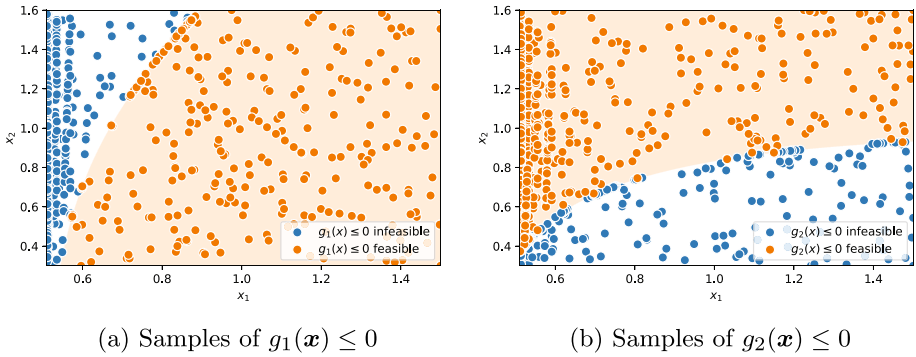 1.6
1.4
1.2
1.0
0.8
0.6
0.4
x₂
0.6 0.8 1.0 1.2 1.4
x₁
g₁(x) ≤ 0 infeasible
g₁(x) ≤ 0 feasible
(a) Samples of g₁(𝒙) ≤ 0
1.6
1.4
1.2
1.0
0.8
0.6
0.4
x₂
0.6 0.8 1.0 1.2 1.4
x₁
g₂(x) ≤ 0 infeasible
g₂(x) ≤ 0 feasible
(b) Samples of g₂(𝒙) ≤ 0